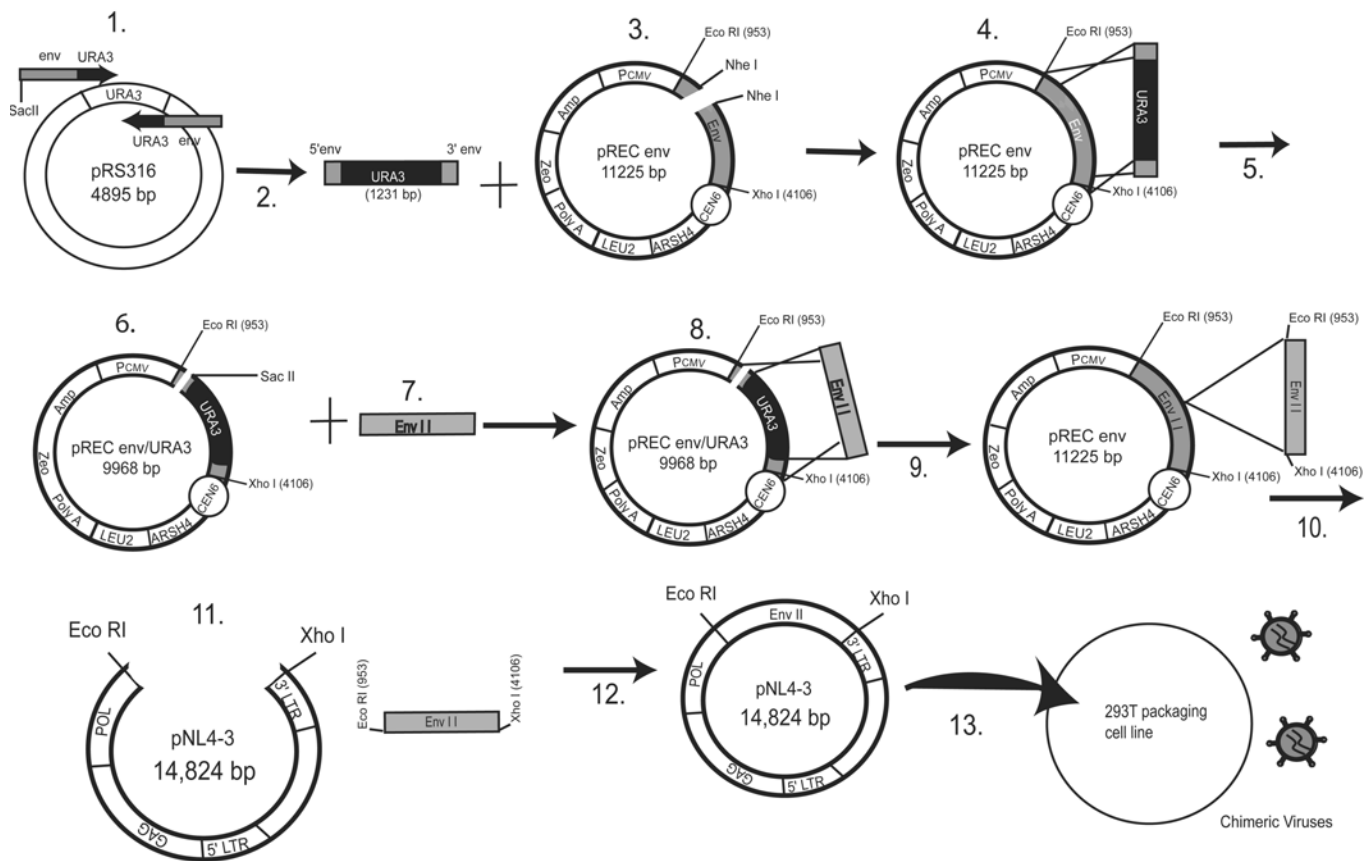 1.
env URA3
SacII
URA3
URA3 env
pRS316
4895 bp
2.
5'env 3' env
URA3
(1231 bp)
3.
Eco RI (953)
Nhe I
Nhe I
PCMV
Amp
Zeo
Poly A
LEU2
ARSH4
CEN6
Env
pREC env
11225 bp
Xho I (4106)
4.
Eco RI (953)
PCMV
Amp
Zeo
Poly A
LEU2
ARSH4
CEN6
Env
URA3
pREC env
11225 bp
Xho I (4106)
5.
6.
Eco RI (953)
Sac II
PCMV
Amp
Zeo
Poly A
LEU2
ARSH4
CEN6
URA3
pREC env/URA3
9968 bp
Xho I (4106)
7.
Env II
8.
Eco RI (953)
PCMV
Amp
Zeo
Poly A
LEU2
ARSH4
CEN6
URA3
Env II
pREC env/URA3
9968 bp
Xho I (4106)
9.
Eco RI (953)
Eco RI (953)
PCMV
Amp
Zeo
Poly A
LEU2
ARSH4
CEN6
Env II
Env II
pREC env
11225 bp
Xho I (4106)
Xho I (4106)
10.
11.
Eco RI
Xho I
POL
GAG
5' LTR
3' LTR
pNL4-3
14,824 bp
Eco RI (953)
Env II
Xho I (4106)
12.
Eco RI
Env II
Xho I
POL
GAG
5' LTR
3' LTR
pNL4-3
14,824 bp
13.
293T packaging
cell line
Chimeric Viruses